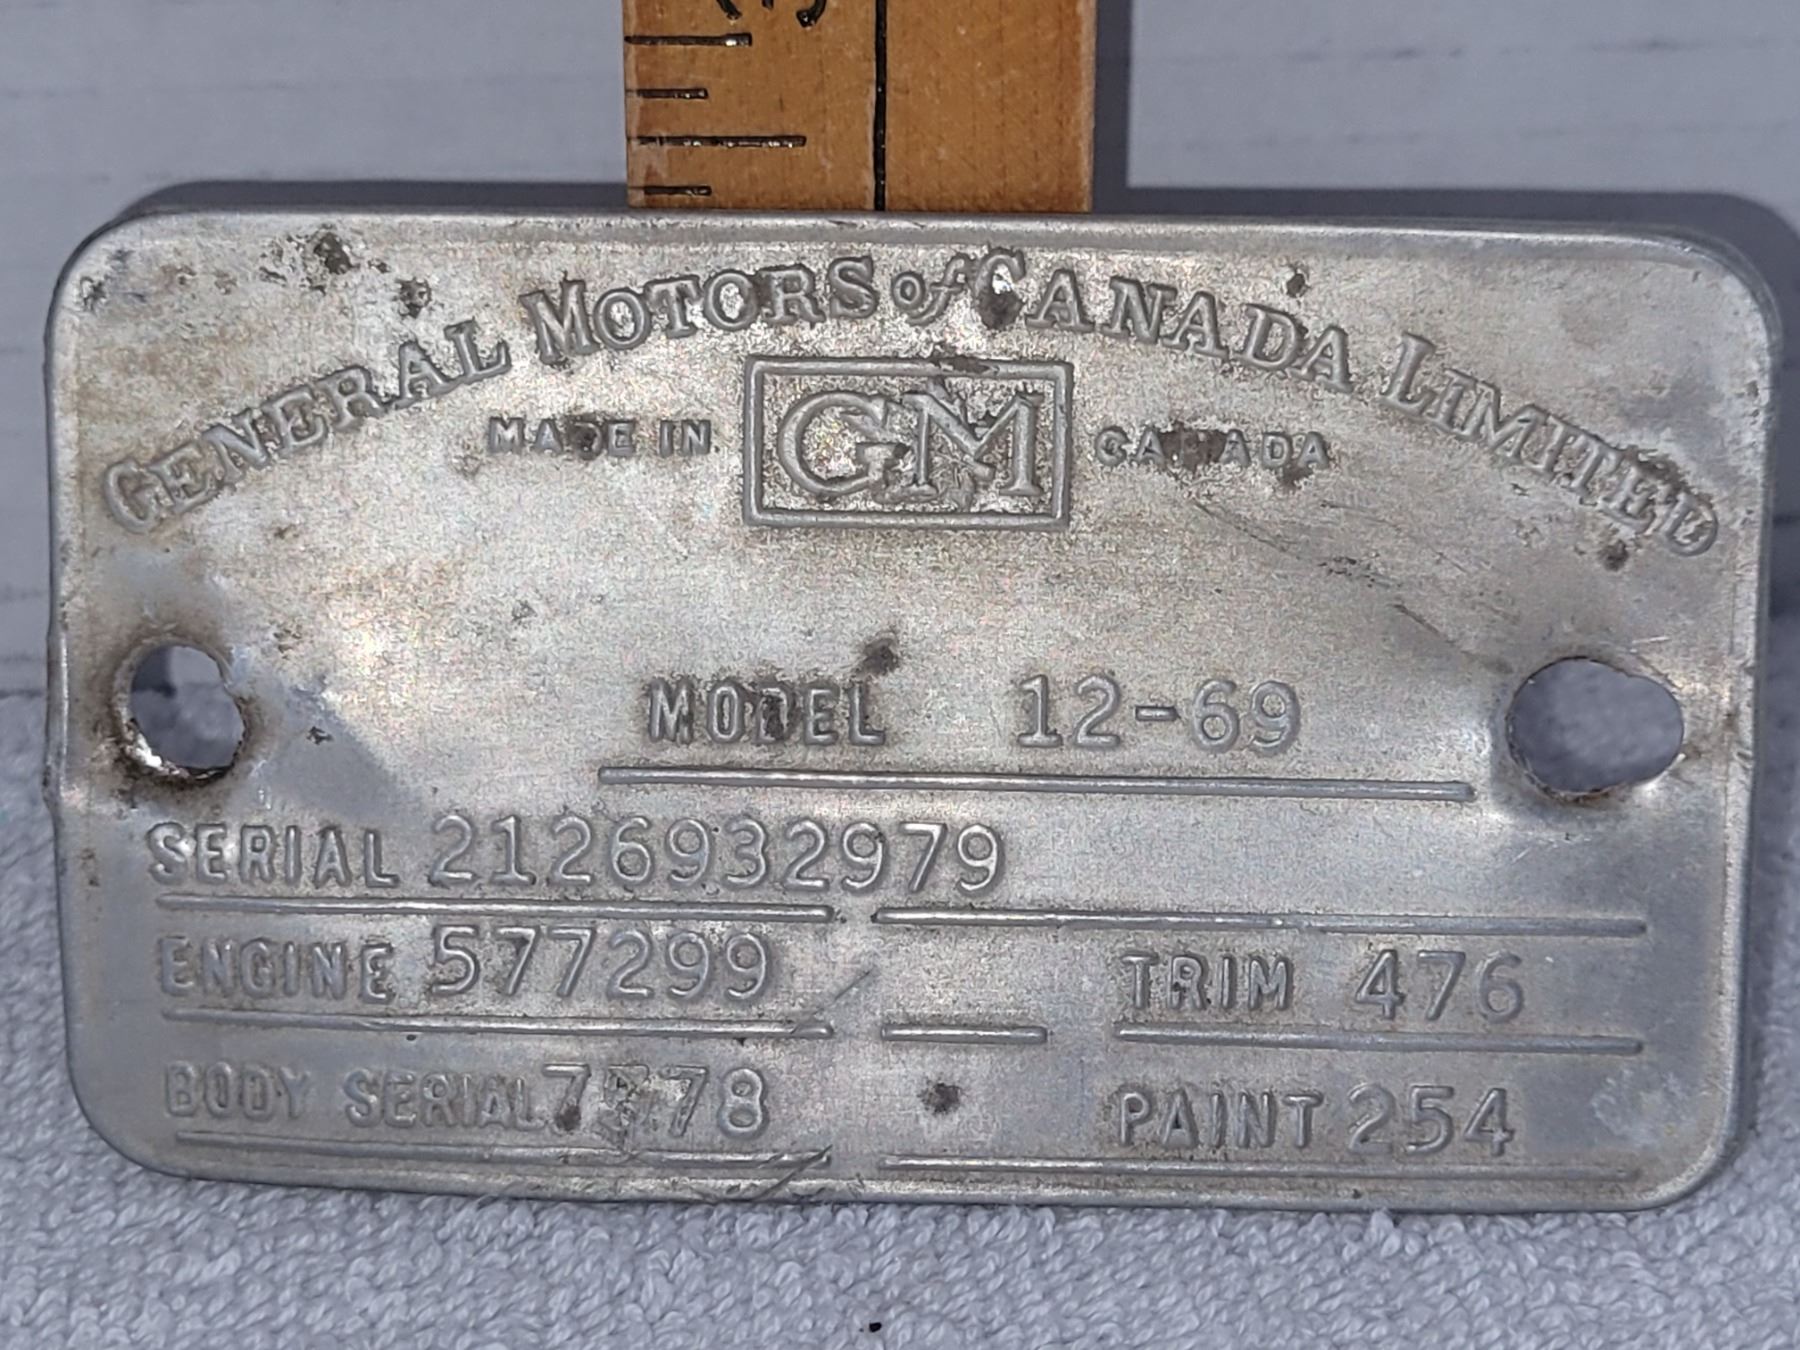 GENERAL MOTORS of CANADA LIMITED
MADE IN GM CANADA
MODEL 12-69
SERIAL 2126932979
ENGINE 577299 TRIM 476
BODY SERIAL PAINT 254